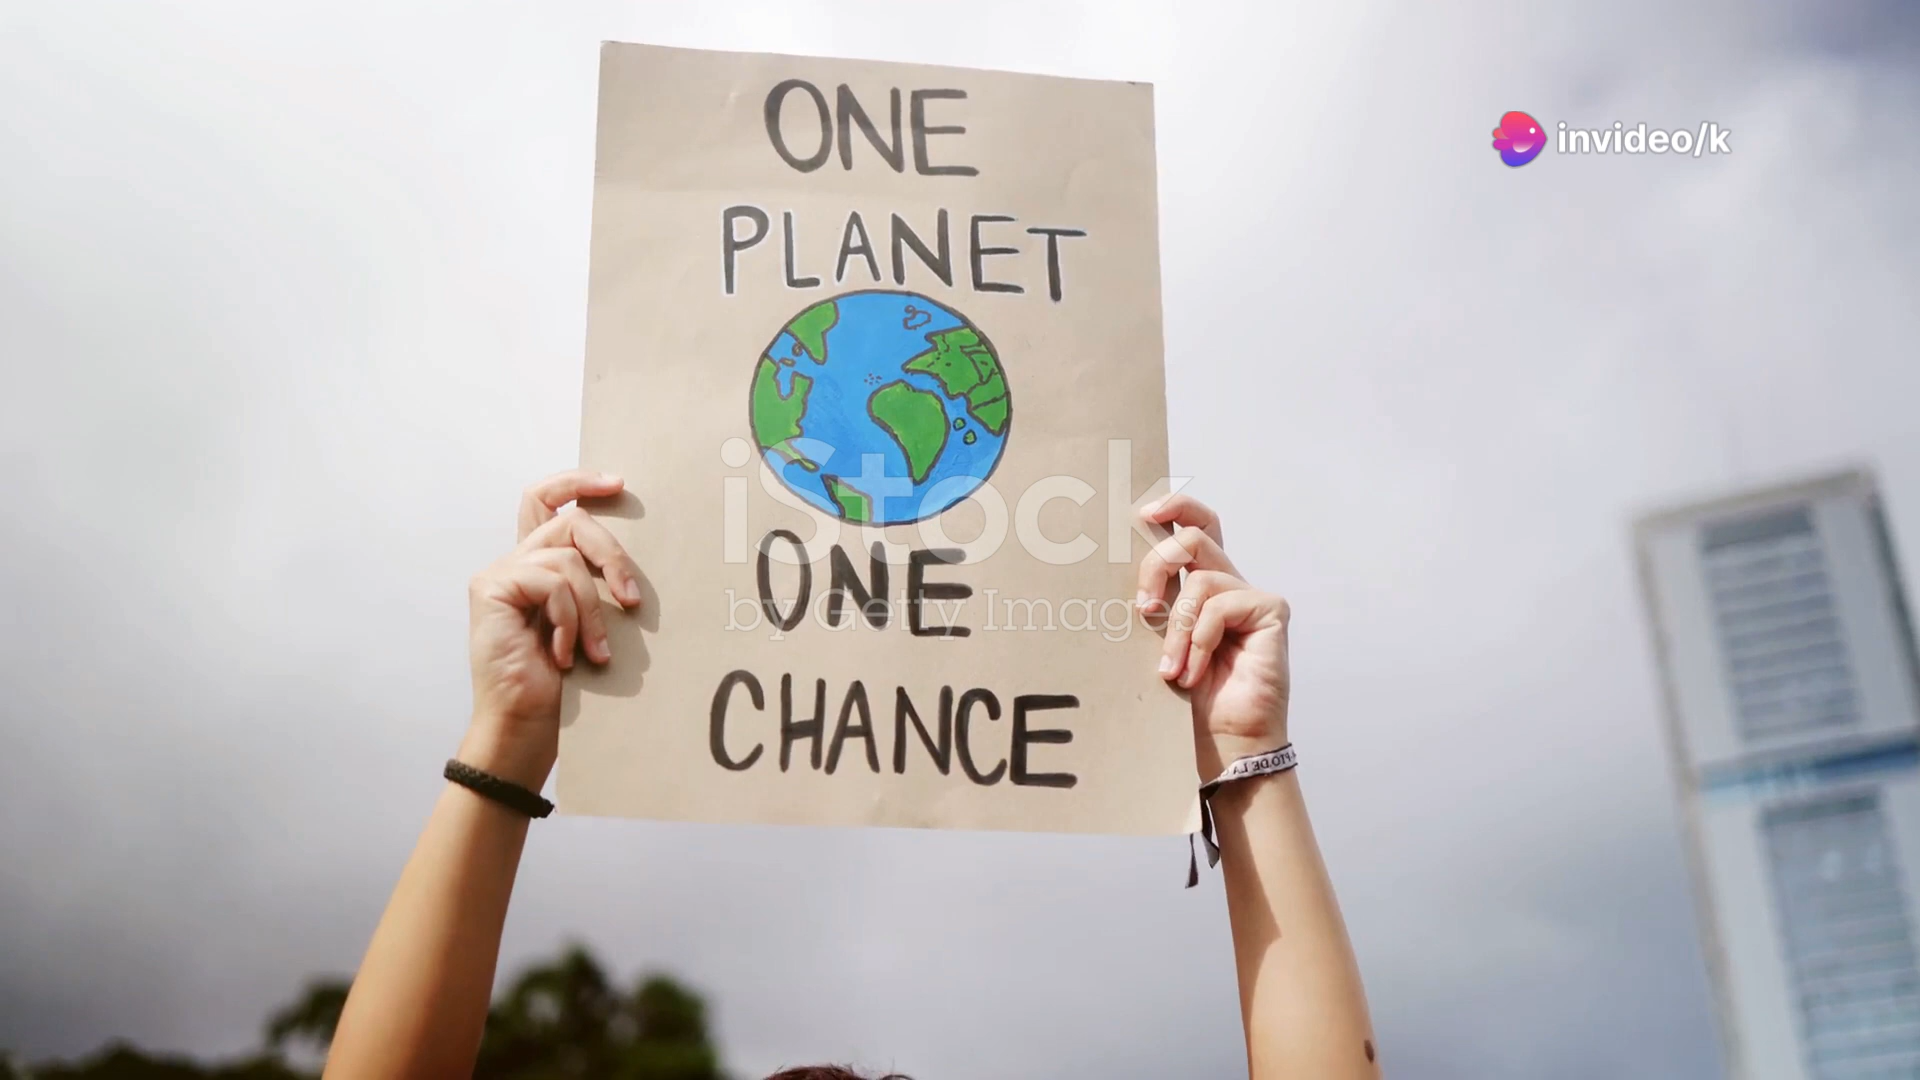 ONE
invideo/k
PLANET
iStock
ONE
by Getty Images
CHANCE